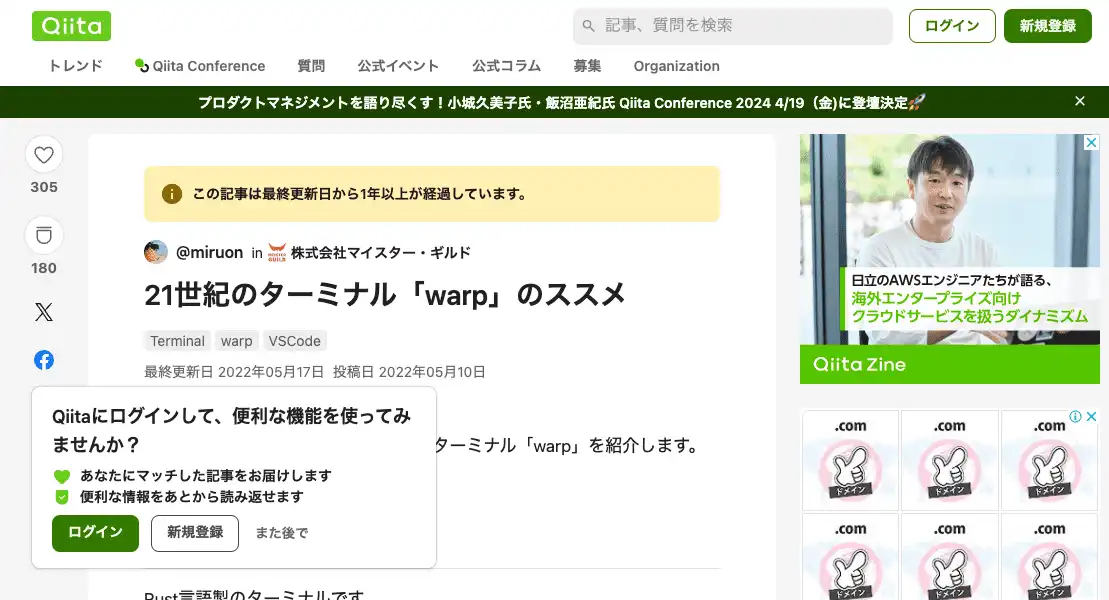 Qiita
記事、質問を検索
ログイン
新規登録
トレンド
Qiita Conference
質問
公式イベント
公式コラム
募集
Organization
プロダクトマネジメントを語り尽くす！小城久美子氏・飯沼亜紀氏 Qiita Conference 2024 4/19（金)に登壇決定🚀
305
180
この記事は最終更新日から1年以上が経過しています。
@miruon in 株式会社マイスター・ギルド
21世紀のターミナル「warp」のススメ
Terminal warp VSCode
最終更新日 2022年05月17日 投稿日 2022年05月10日
ターミナル「warp」を紹介します。
Qiitaにログインして、便利な機能を使ってみ
ませんか？
あなたにマッチした記事をお届けします
便利な情報をあとから読み返せます
ログイン
新規登録
また後で
Rust言語製のターミナルです
日立のAWSエンジニアたちが語る、
海外エンタープライズ向け
クラウドサービスを扱うダイナミズム
Qiita Zine
.com .com .com
ドメイン ドメイン ドメイン
.com .com .com
ドメイン ドメイン ドメイン